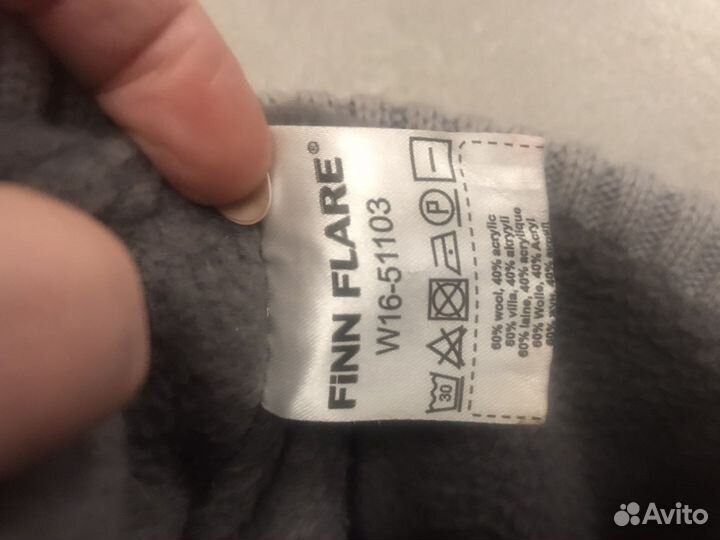 FiNN FLARE®
W16-51103
30 P
60% wool, 40% acrylic
60% villa, 40% akryyli
60% laine, 40% acrylique
60% Wolle, 40% Acryl
Avito